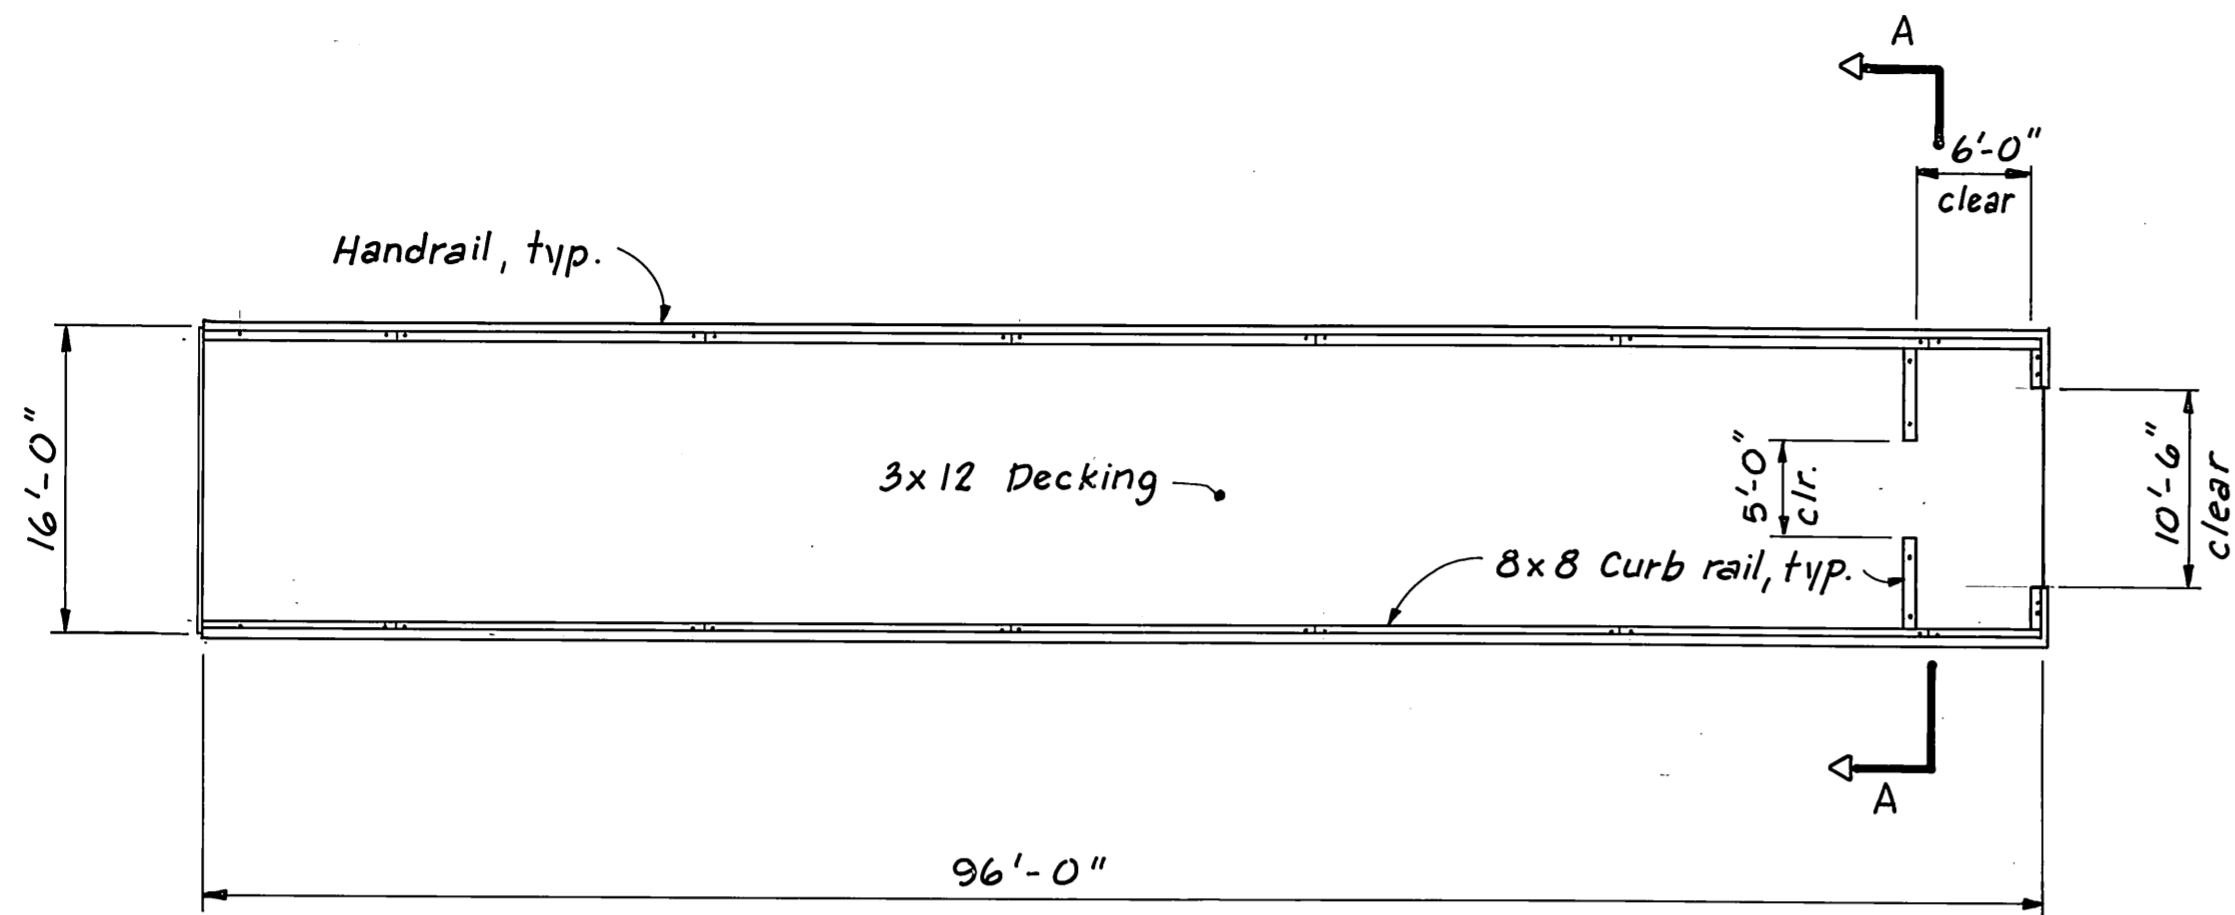 A
6'-0"
clear
Handrail, typ.
16'-0"
3x12 Decking
5'-0"
clr.
10'-6"
clear
8x8 Curb rail, typ.
A
96'-0"